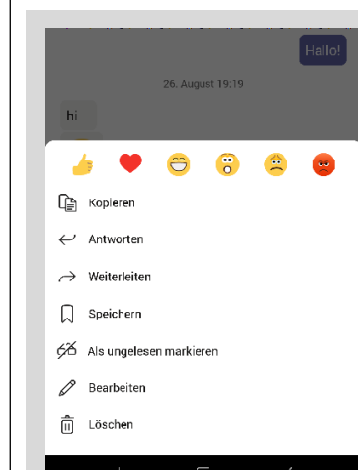 Hallo!
26. August 19:19
hi
Kopieren
Antworten
Weiterleiten
Speichern
Als ungelesen markieren
Bearbeiten
Löschen